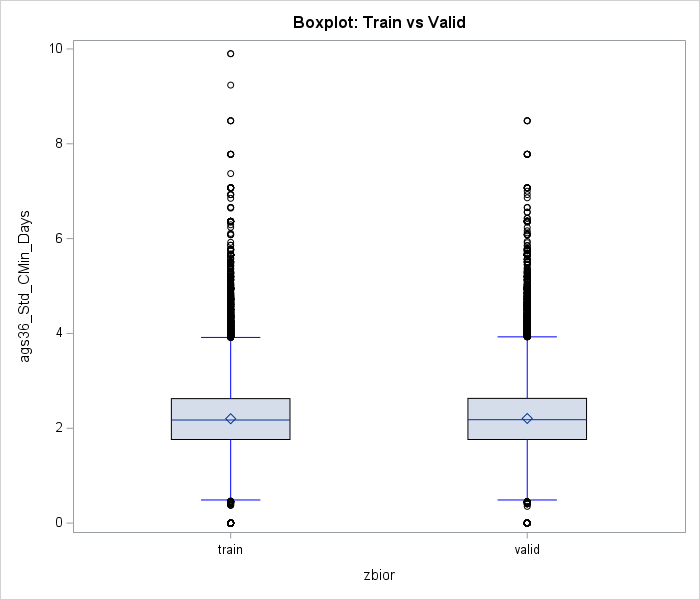 Boxplot: Train vs Valid
ags36_Std_CMin_Days
10
8
6
4
2
0
train
valid
zbior